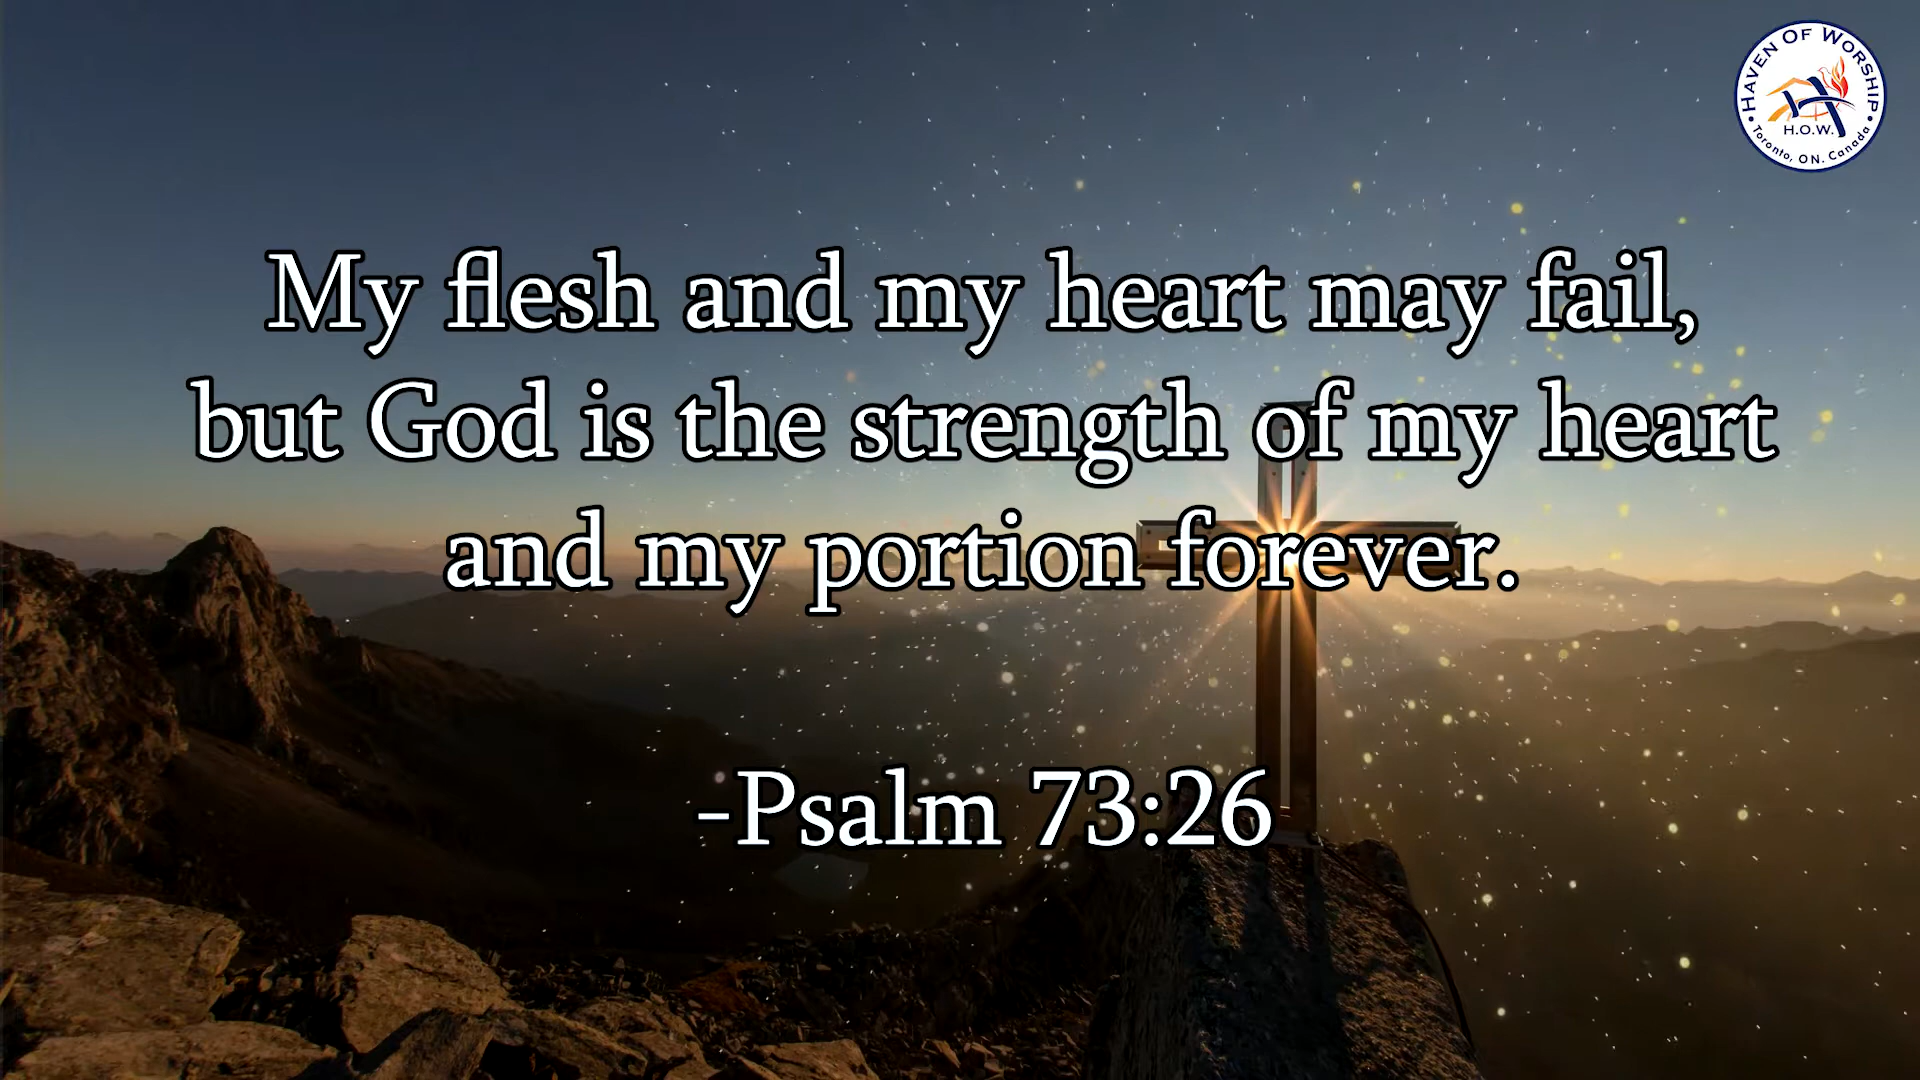 HAVEN OF WORSHIP
H.O.W.
• Toronto, ON. Canada •
My flesh and my heart may fail,
but God is the strength of my heart
and my portion forever.
-Psalm 73:26